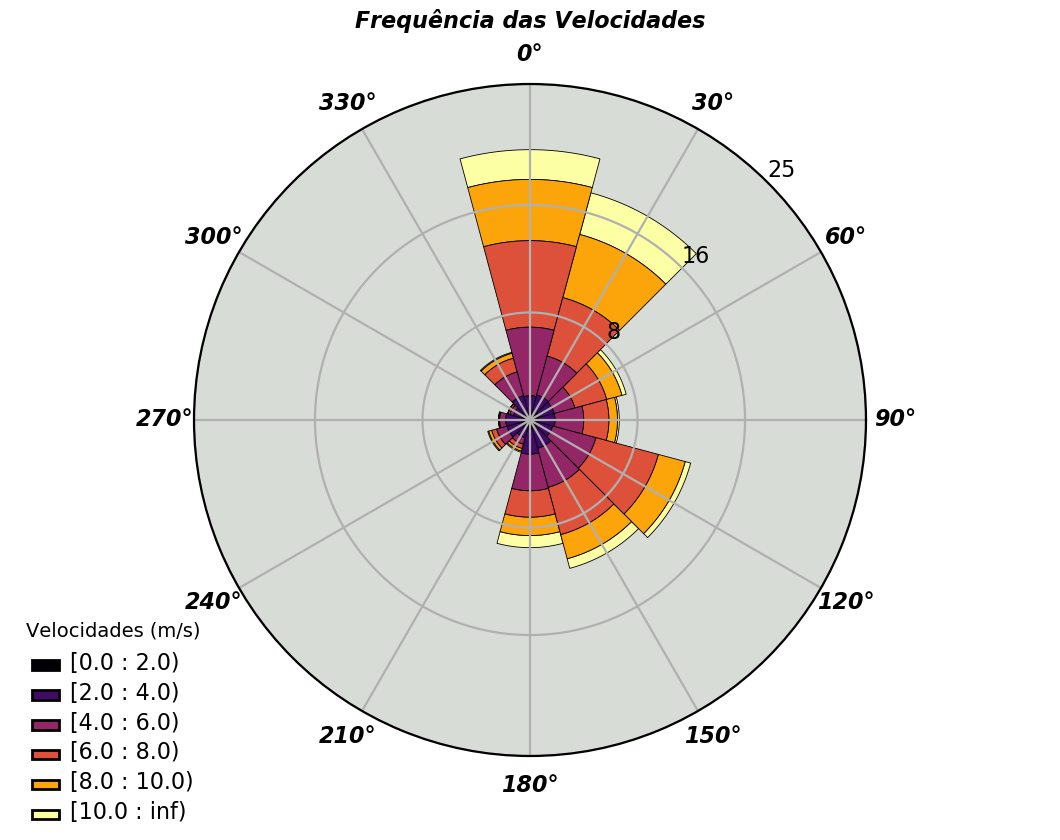 Frequência das Velocidades
0°
330°
30°
25
300°
60°
16
8
270°
90°
240°
120°
210°
150°
180°
Velocidades (m/s)
[0.0 : 2.0)
[2.0 : 4.0)
[4.0 : 6.0)
[6.0 : 8.0)
[8.0 : 10.0)
[10.0 : inf)